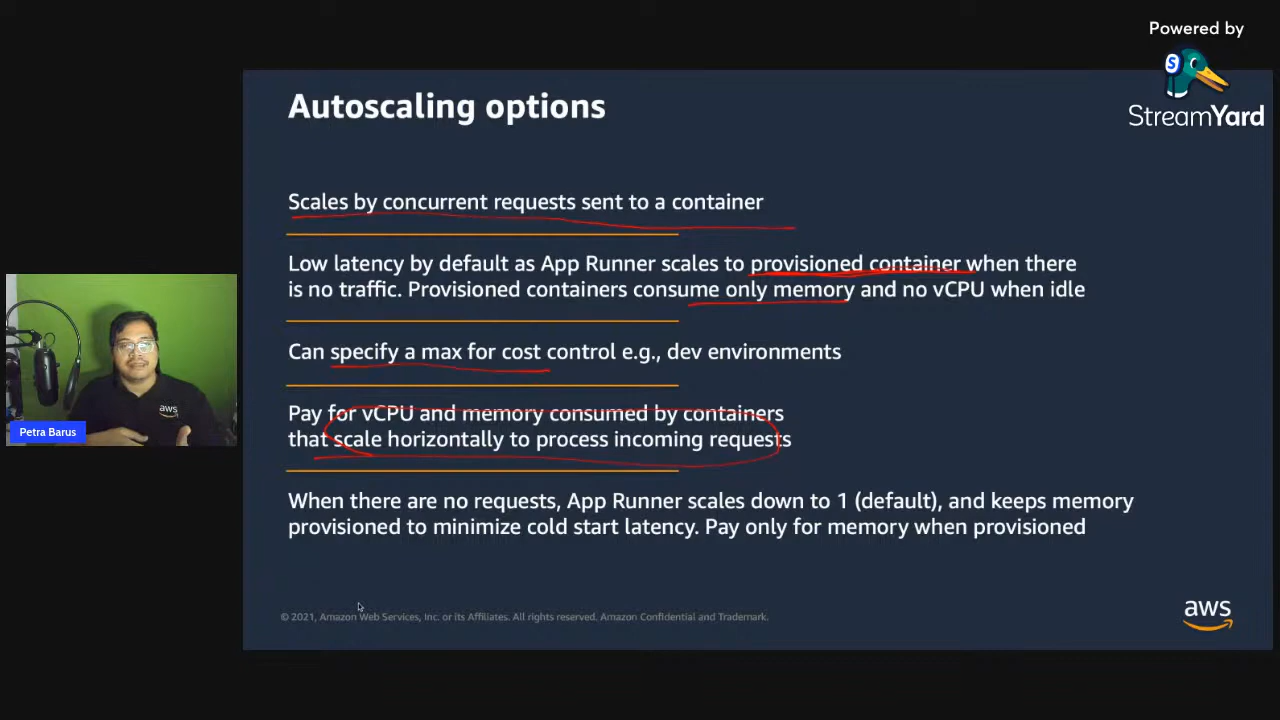 Powered by
StreamYard
Autoscaling options
Scales by concurrent requests sent to a container
Low latency by default as App Runner scales to provisioned container when there
is no traffic. Provisioned containers consume only memory and no vCPU when idle
Can specify a max for cost control e.g., dev environments
Pay for vCPU and memory consumed by containers
that scale horizontally to process incoming requests
When there are no requests, App Runner scales down to 1 (default), and keeps memory
provisioned to minimize cold start latency. Pay only for memory when provisioned
© 2021, Amazon Web Services, Inc. or its Affiliates. All rights reserved. Amazon Confidential and Trademark.
aws
aws
Petra Barus
S